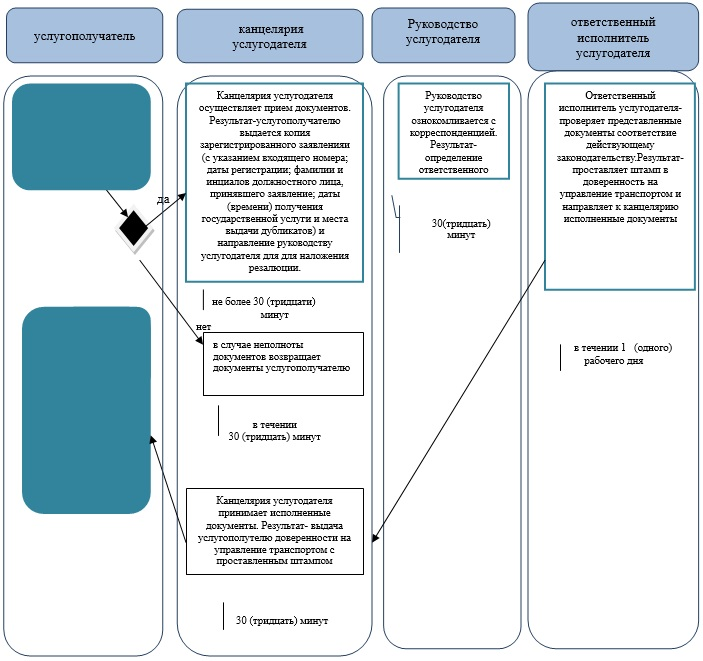 услугополучатель
канцелярия
услугодателя
Руководство
услугодателя
ответственный
исполнитель
услугодателя
да
Канцелярия услугодателя
осуществляет прием документов.
Результат-услугополучателю
выдается копия
зарегистрированного заявленияи
(с указанием входящего номера;
даты регистрации; фамилии и
инциалов должностного лица,
принявшего заявление; даты
(времени) получения
государственной услуги и места
выдачи дубликатов) и
направление руководству
услугодателя для для наложения
резалюции.
не более 30 (тридцати)
минут
нет
в случае неполноты
документов возвращает
документы услугополучателю
в течении
30 (тридцать) минут
Канцелярия услугодателя
принимает исполненные
документы. Результат- выдача
услугополутелю доверенности на
управление транспортом с
проставленным штампом
30 (тридцать) минут
Руководство
услугодателя
ознокомливается с
корреспонденцией.
Результат-
определение
ответственного
30(тридцать)
минут
Ответственный
исполнитель услугодателя-
проверяет представленные
документы соответствие
действующему
законодательству.Результат-
проставляет штамп в
доверенность на
управление транспортом и
направляет к канцелярию
исполненные документы
в течении 1 (одного)
рабочего дня